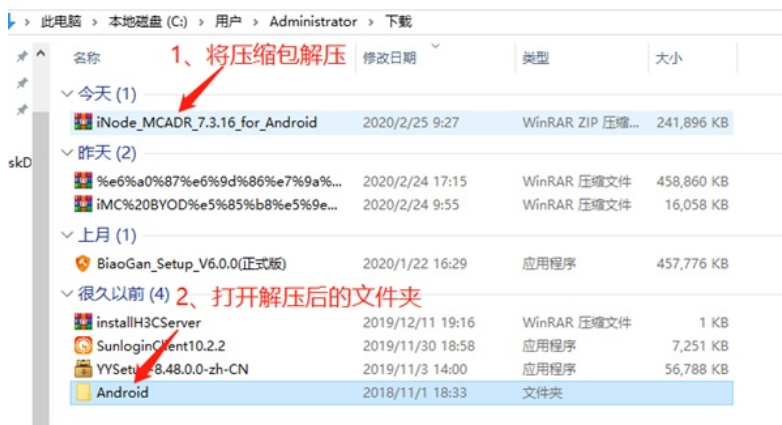 此电脑 › 本地磁盘 (C:) › 用户 › Administrator › 下载
名称 1、将压缩包解压 修改日期 类型 大小
今天 (1)
iNode_MCADR_7.3.16_for_Android 2020/2/25 9:27 WinRAR ZIP 压缩... 241,896 KB
昨天 (2)
skD
%e6%a0%87%e6%9d%86%e7%9a%... 2020/2/24 17:15 WinRAR 压缩文件 458,860 KB
iMC%20BYOD%e5%85%b8%e5%9e... 2020/2/24 9:55 WinRAR 压缩文件 16,058 KB
上月 (1)
BiaoGan_Setup_V6.0.0(正式版) 2020/1/22 16:29 应用程序 457,776 KB
很久以前 (4) 2、打开解压后的文件夹
installH3CServer 2019/12/11 19:16 WinRAR 压缩文件 1 KB
SunloginClient10.2.2 2019/11/30 18:58 应用程序 7,251 KB
YYSetup-8.48.0.0-zh-CN 2019/11/3 14:00 应用程序 56,788 KB
Android 2018/11/1 18:33 文件夹